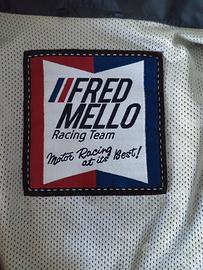 FRED
MELLO
Racing Team
Motor Racing
at its Best!